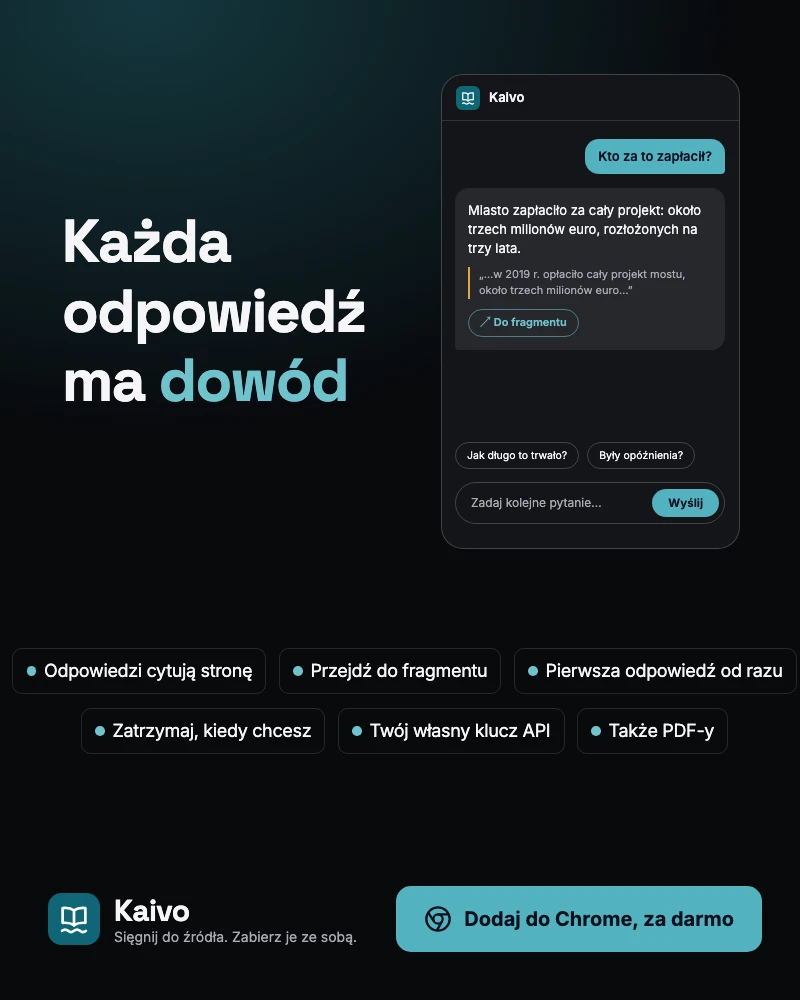 Kaivo
Kto za to zapłacił?
Miasto zapłaciło za cały projekt: około
trzech milionów euro, rozłożonych na
trzy lata.
„…w 2019 r. opłaciło cały projekt mostu,
około trzech milionów euro…”
↗ Do fragmentu
Jak długo to trwało?
Były opóźnienia?
Zadaj kolejne pytanie…
Wyślij
Każda
odpowiedź
ma dowód
Odpowiedzi cytują stronę
Przejdź do fragmentu
Pierwsza odpowiedź od razu
Zatrzymaj, kiedy chcesz
Twój własny klucz API
Także PDF-y
Kaivo
Sięgnij do źródła. Zabierz je ze sobą.
Dodaj do Chrome, za darmo